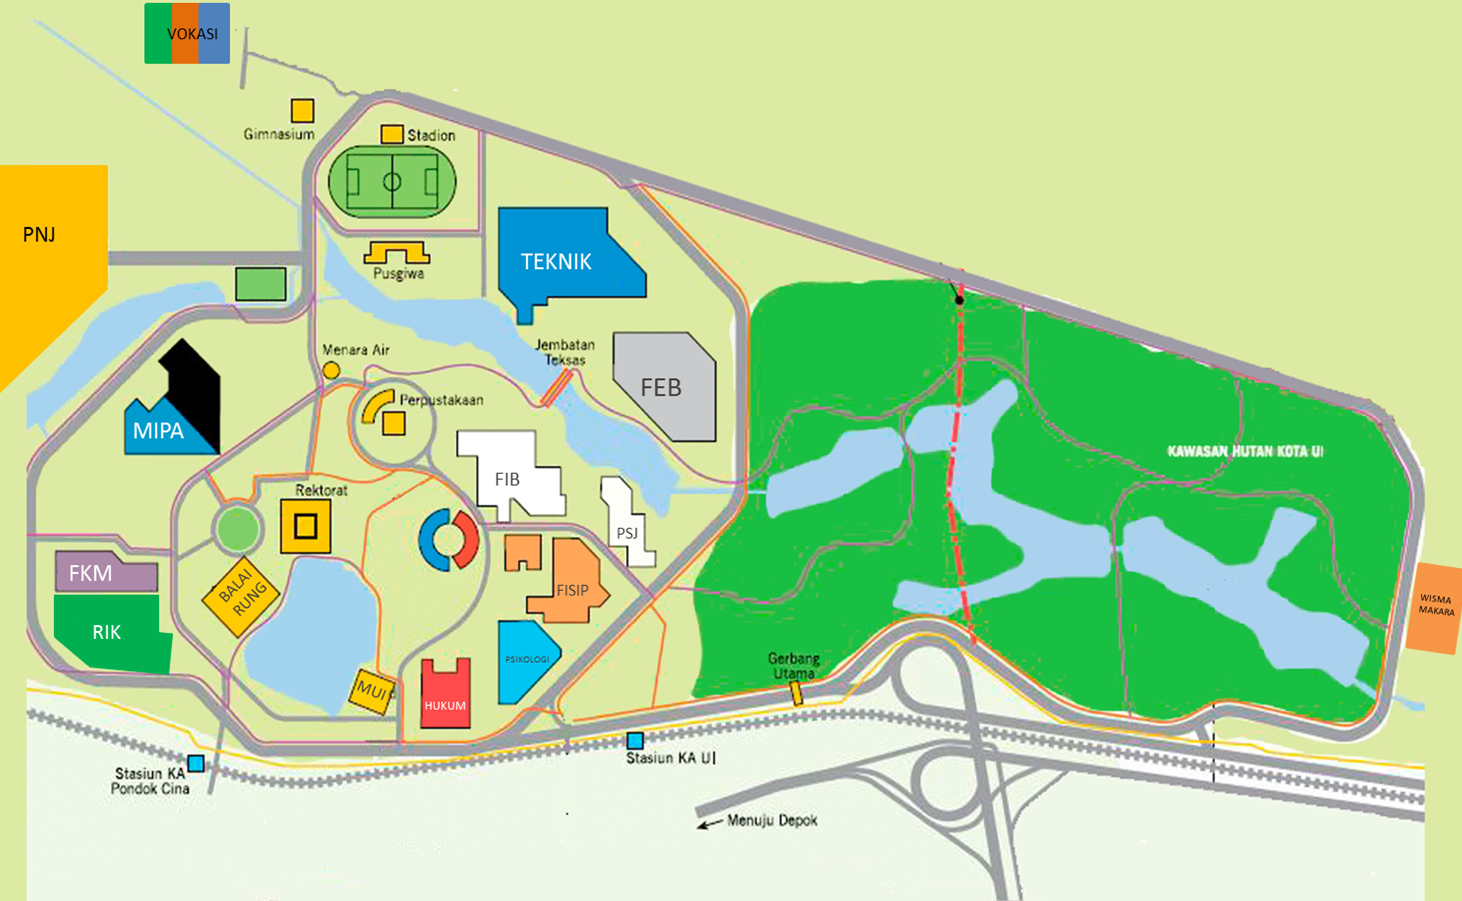 VOKASI
Gimnasium
Stadion
PNJ
TEKNIK
Pusgiwa
Jembatan
Teksas
Menara Air
FEB
Perpustakaan
MIPA
KAWASAN HUTAN KOTA UI
FIB
Rektorat
PSJ
FKM
BALAI
RUNG
FISIP
WISMA
MAKARA
RIK
PSIKOLOGI
Gerbang
Utama
MUI
HUKUM
Stasiun KA UI
Stasiun KA
Pondok Cina
Menuju Depok